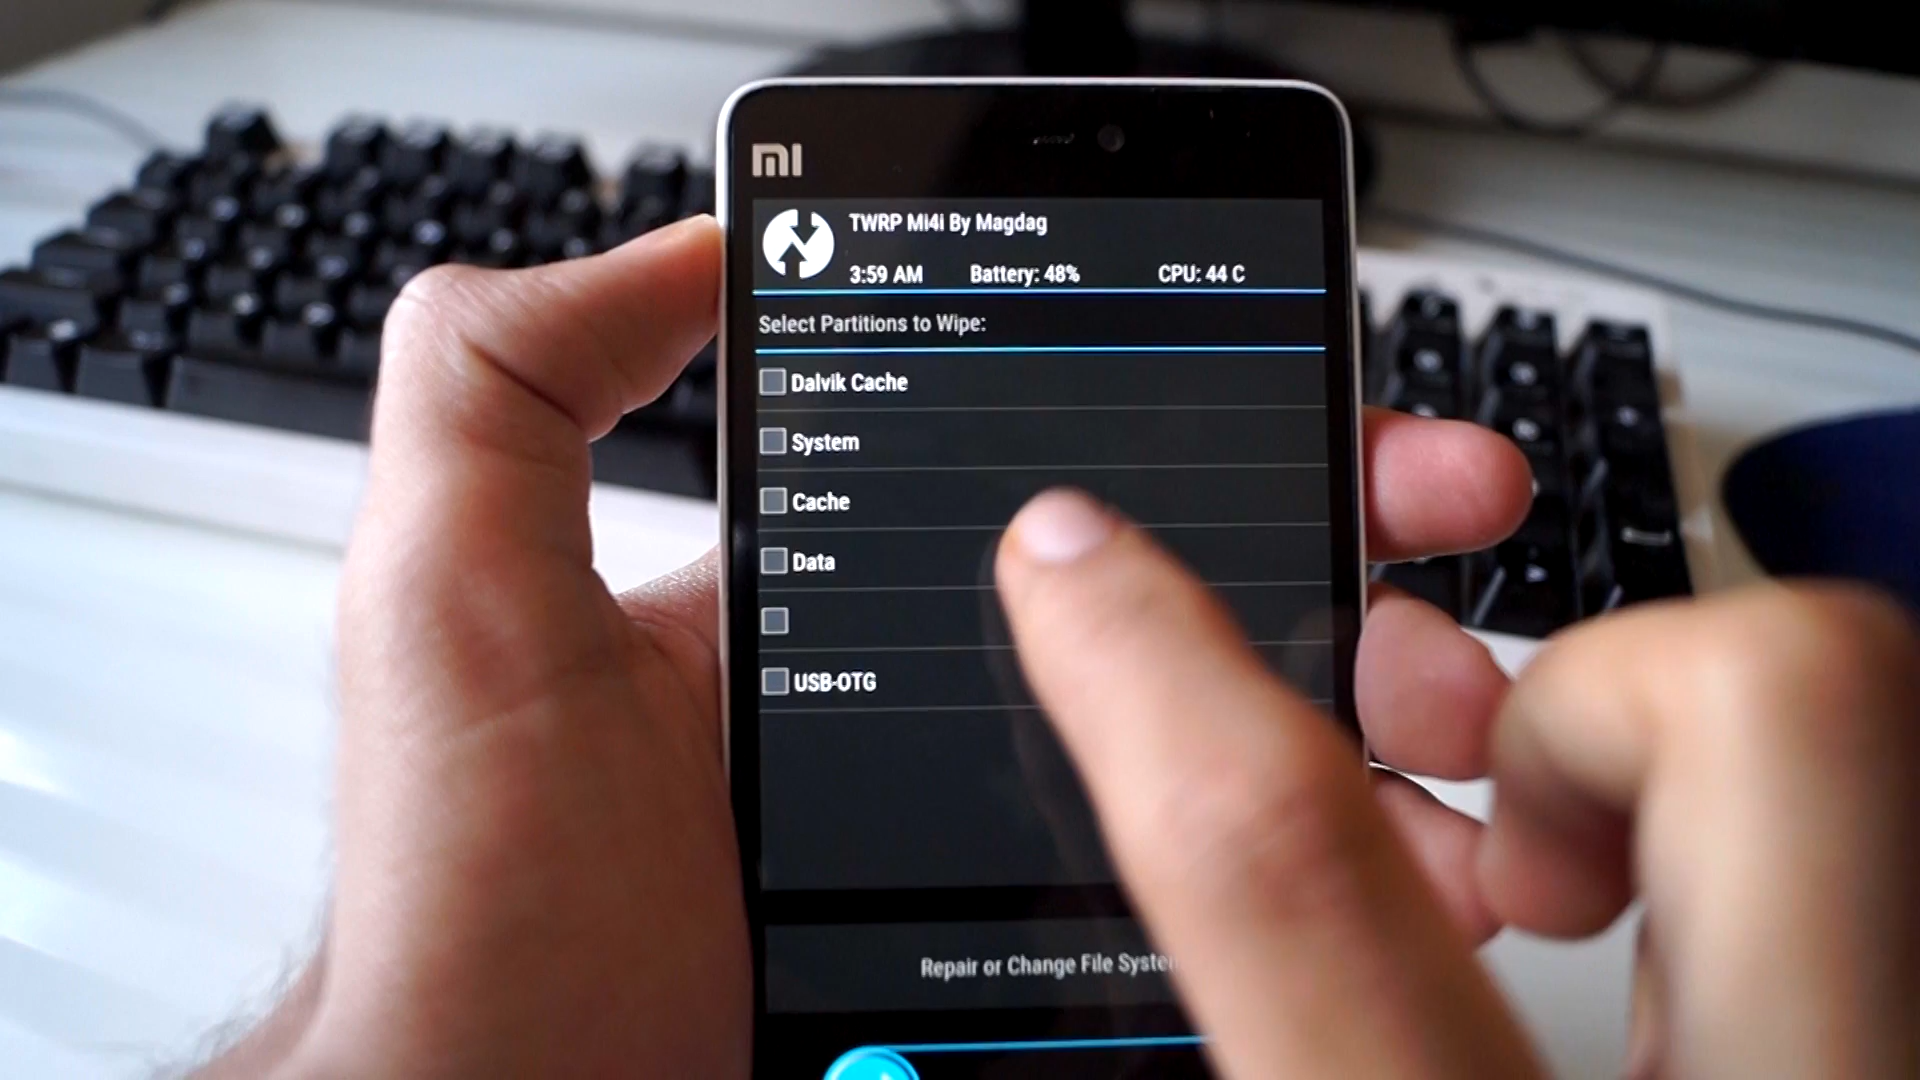 MI
TWRP Mi4i By Magdag
3:59 AM Battery: 48% CPU: 44 C
Select Partitions to Wipe:
Dalvik Cache
System
Cache
Data
USB-OTG
Repair or Change File System